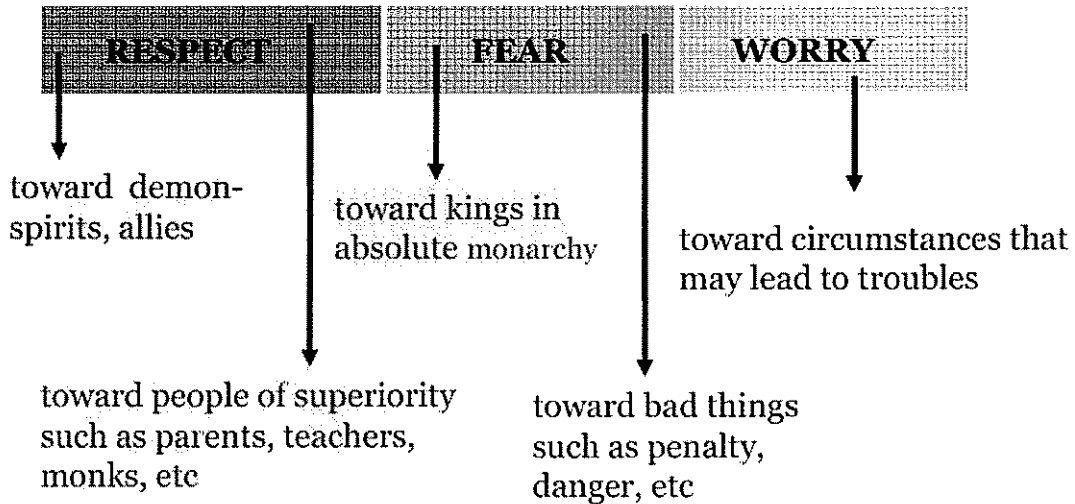 RESPECT
FEAR
WORRY
toward demon-
spirits, allies
toward kings in
absolute monarchy
toward circumstances that
may lead to troubles
toward people of superiority
such as parents, teachers,
monks, etc
toward bad things
such as penalty,
danger, etc